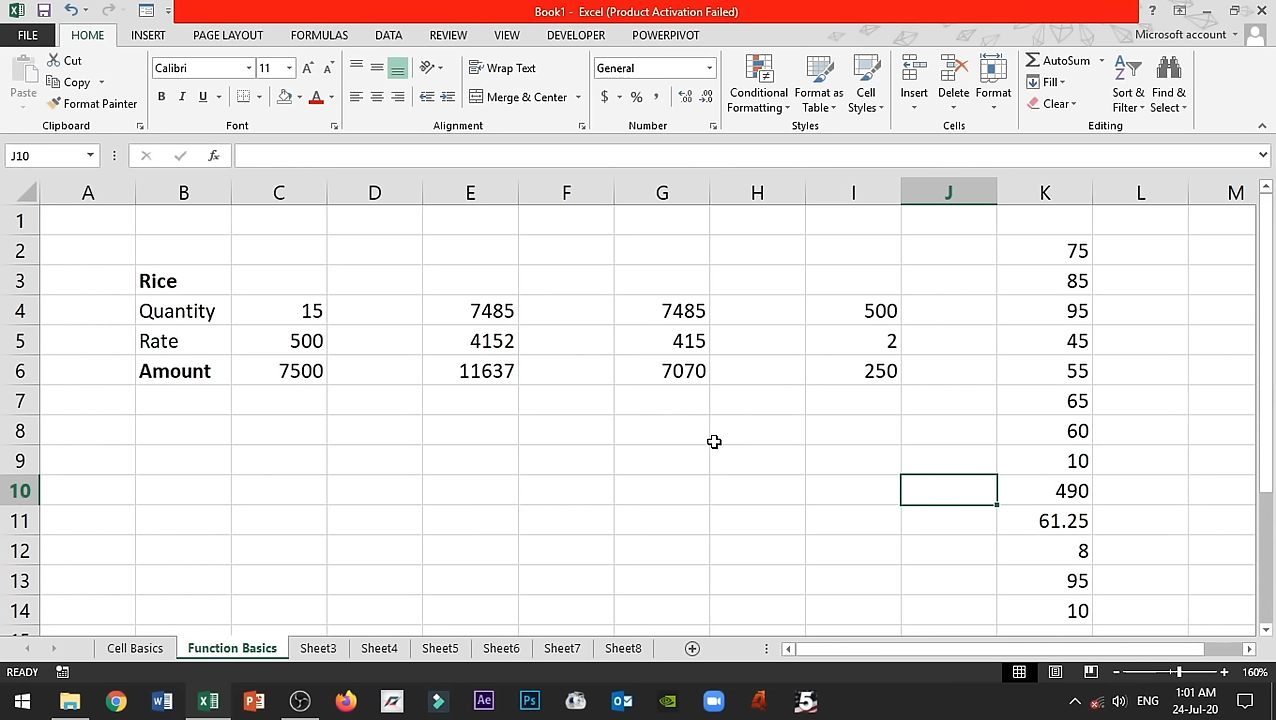 Book1 - Excel (Product Activation Failed)
FILE HOME INSERT PAGE LAYOUT FORMULAS DATA REVIEW VIEW DEVELOPER POWERPIVOT Microsoft account
Paste Cut Copy Format Painter Clipboard
Calibri 11 B I U A Font
Wrap Text Merge & Center Alignment
General $ % , Number
Conditional Formatting Format as Table Cell Styles Styles
Insert Delete Format Cells
AutoSum Fill Clear Sort & Filter Find & Select Editing
J10 fx
A B C D E F G H I J K L M
1
2 75
3 Rice 85
4 Quantity 15 7485 7485 500 95
5 Rate 500 4152 415 2 45
6 Amount 7500 11637 7070 250 55
7 65
8 60
9 10
10 490
11 61.25
12 8
13 95
14 10
Cell Basics Function Basics Sheet3 Sheet4 Sheet5 Sheet6 Sheet7 Sheet8
READY 160%
ENG 1:01 AM
24-Jul-20